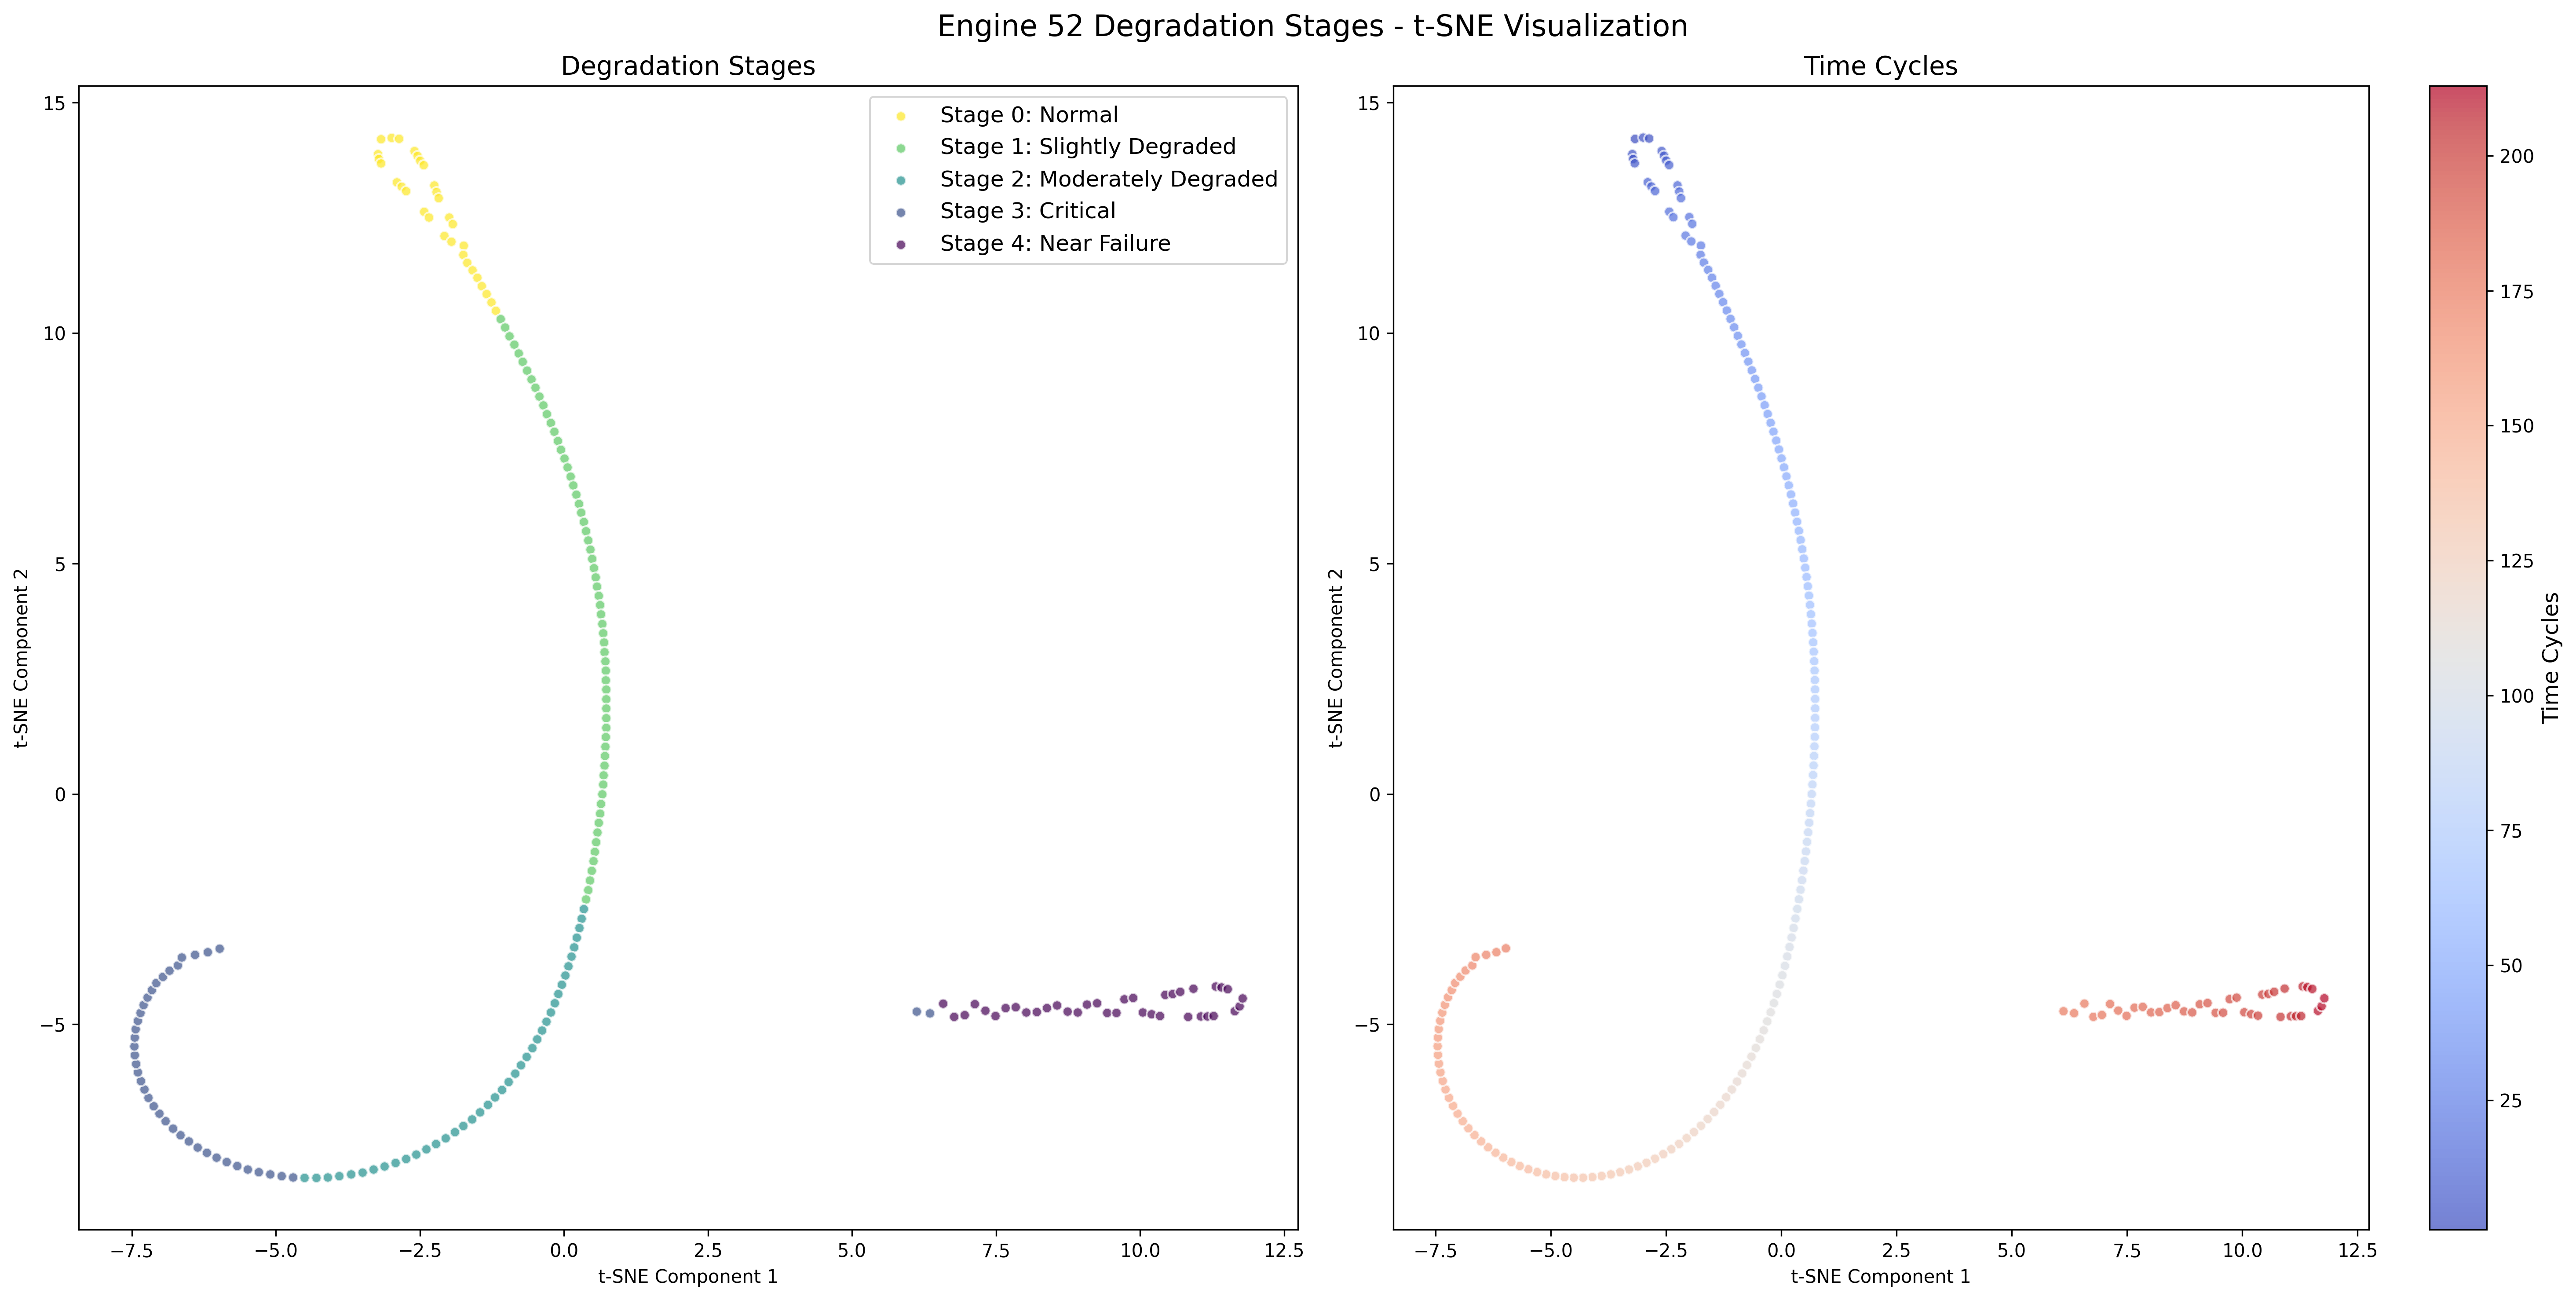 Engine 52 Degradation Stages - t-SNE Visualization
Degradation Stages
15
10
5
0
−5
t-SNE Component 2
−7.5 −5.0 −2.5 0.0 2.5 5.0 7.5 10.0 12.5
t-SNE Component 1
Stage 0: Normal
Stage 1: Slightly Degraded
Stage 2: Moderately Degraded
Stage 3: Critical
Stage 4: Near Failure
Time Cycles
15
10
5
0
−5
t-SNE Component 2
−7.5 −5.0 −2.5 0.0 2.5 5.0 7.5 10.0 12.5
t-SNE Component 1
200
175
150
125
100
75
50
25
Time Cycles